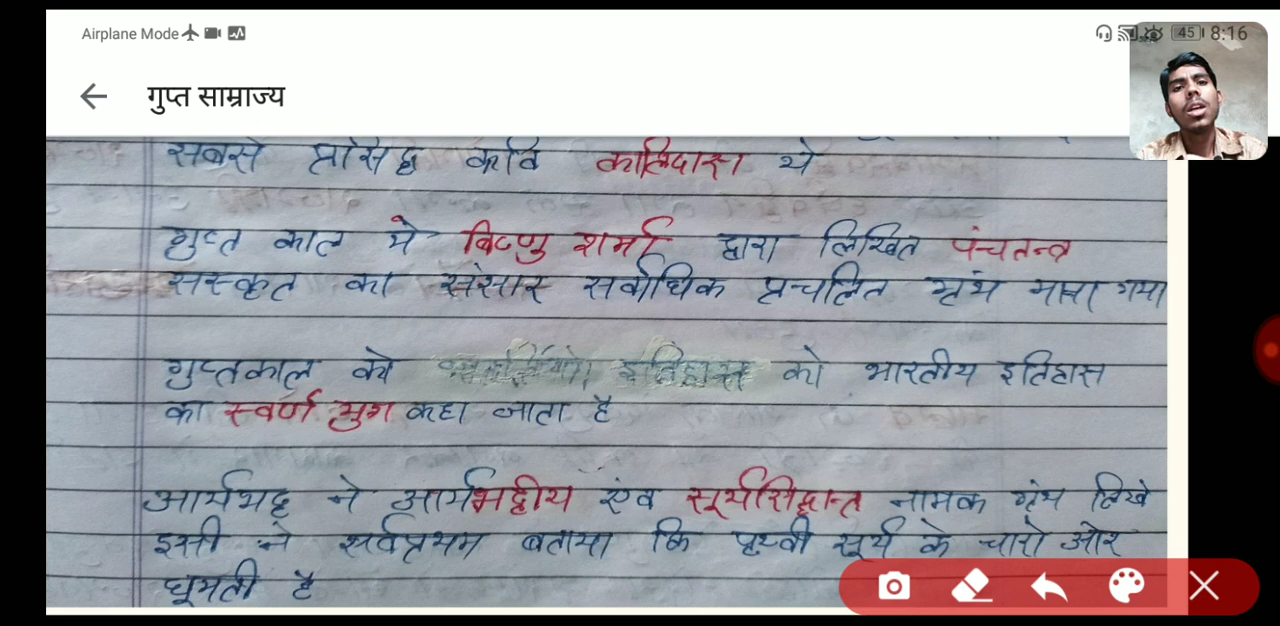 Airplane Mode
45 8:16
गुप्त साम्राज्य
सबसे प्रसिद्ध कवि कालिदास थे
गुप्त काल मे विष्णु शर्मा द्वारा लिखित पंचतन्त्र
संस्कृत का संसार सर्वाधिक प्रचलित ग्रंथ माना गया
गुप्तकाल को इतिहास को भारतीय इतिहास
का स्वर्ण युग कहा जाता है
आर्यभट्ट ने आर्यभट्टीय एंव सूर्यसिद्धान्त नामक ग्रंथ लिखे
इसी ने सर्वप्रथम बताया कि पृथ्वी सूर्य के चारो ओर
घूमती है